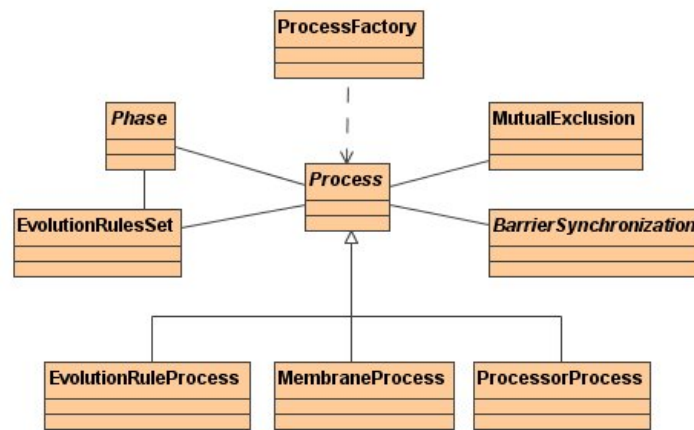 ProcessFactory
Phase
MutualExclusion
Process
EvolutionRulesSet
BarrierSynchronization
EvolutionRuleProcess
MembraneProcess
ProcessorProcess